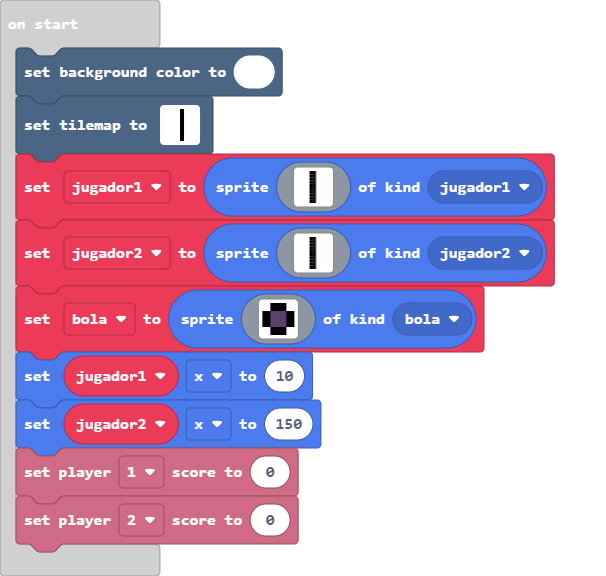 on start
set background color to
set tilemap to
set jugador1 to sprite of kind jugador1
set jugador2 to sprite of kind jugador2
set bola to sprite of kind bola
set jugador1 x to 10
set jugador2 x to 150
set player 1 score to 0
set player 2 score to 0